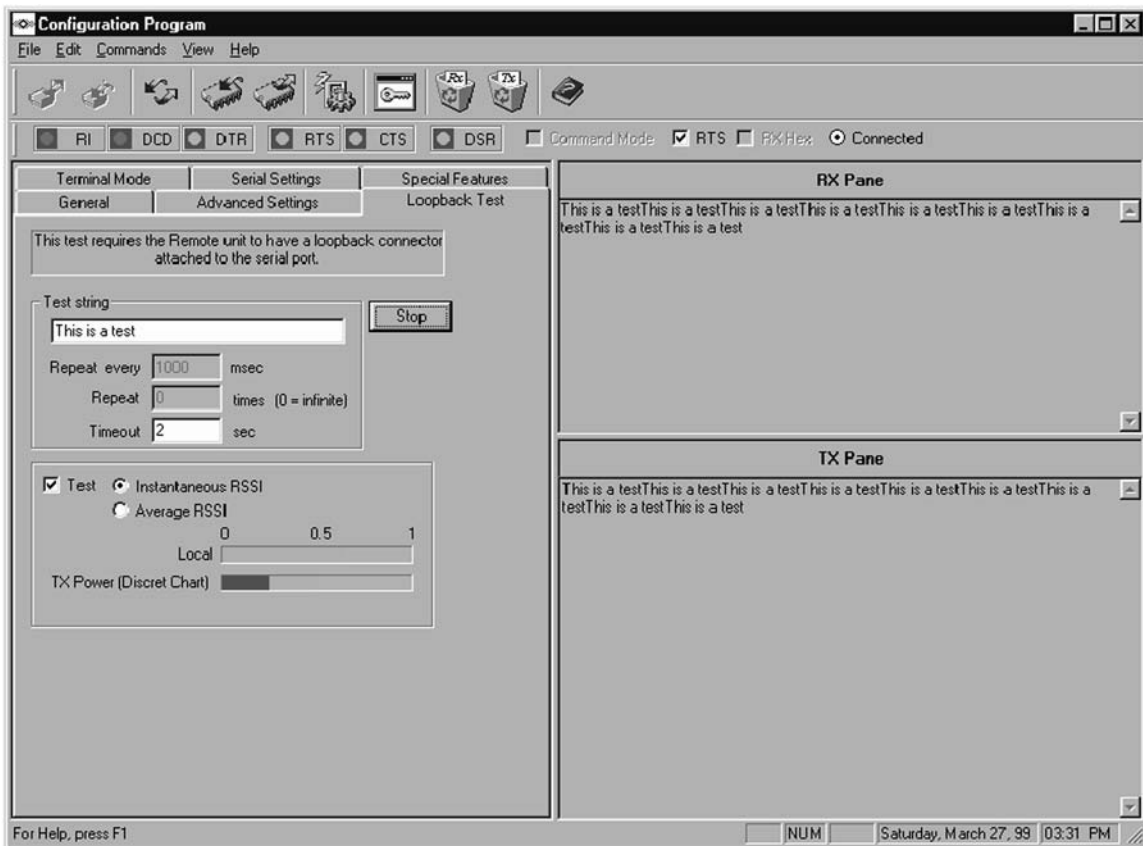 Configuration Program
File Edit Commands View Help
Rx Tx
RI DCD DTR RTS CTS DSR Command Mode RTS RX Hex Connected
Terminal Mode Serial Settings Special Features
General Advanced Settings Loopback Test
This test requires the Remote unit to have a loopback connector
attached to the serial port.
Test string
This is a test
Stop
Repeat every 1000 msec
Repeat 0 times (0 = infinite)
Timeout 2 sec
Test Instantaneous RSSI
Average RSSI
0 0.5 1
Local
TX Power (Discret Chart)
RX Pane
This is a testThis is a testThis is a testThis is a testThis is a testThis is a testThis is a
testThis is a testThis is a test
TX Pane
This is a testThis is a testThis is a testThis is a testThis is a testThis is a testThis is a
testThis is a testThis is a test
For Help, press F1
NUM Saturday, March 27, 99 03:31 PM